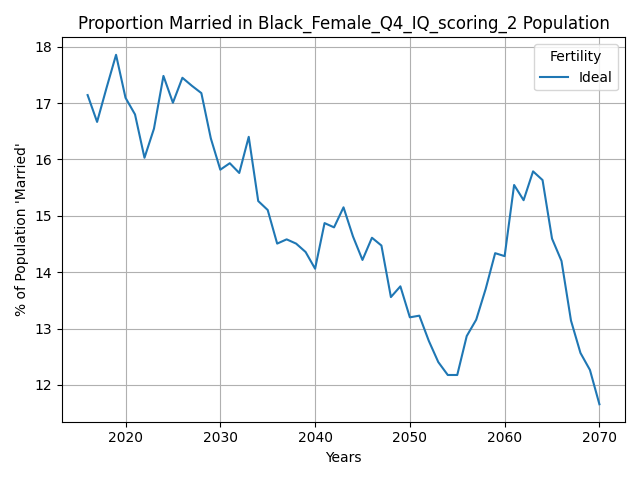 Proportion Married in Black_Female_Q4_IQ_scoring_2 Population
Fertility
Ideal
% of Population 'Married'
18
17
16
15
14
13
12
2020
2030
2040
2050
2060
2070
Years